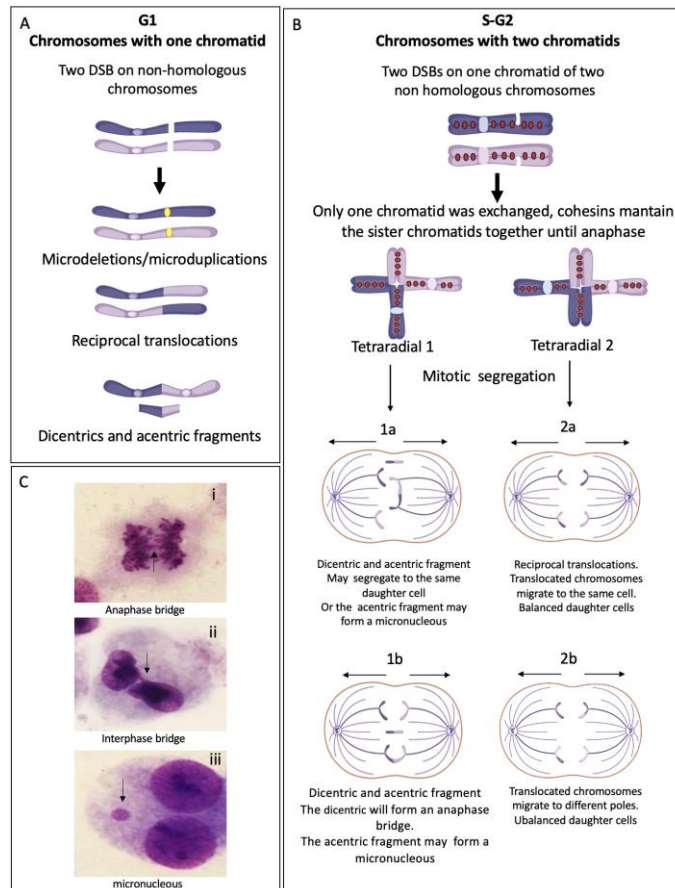 A
G1
Chromosomes with one chromatid
Two DSB on non-homologous
chromosomes
Microdeletions/microduplications
Reciprocal translocations
Dicentrics and acentric fragments
B
S-G2
Chromosomes with two chromatids
Two DSBs on one chromatid of two
non homologous chromosomes
Only one chromatid was exchanged, cohesins mantain
the sister chromatids together until anaphase
Tetraradial 1
Tetraradial 2
Mitotic segregation
1a
Dicentric and acentric fragment
May segregate to the same
daughter cell
Or the acentric fragment may
form a micronucleous
2a
Reciprocal translocations.
Translocated chromosomes
migrate to the same cell.
Balanced daughter cells
1b
Dicentric and acentric fragment
The dicentric will form an anaphase
bridge.
The acentric fragment may form a
micronucleous
2b
Translocated chromosomes
migrate to different poles.
Ubalanced daughter cells
C
i
Anaphase bridge
ii
Interphase bridge
iii
micronucleous